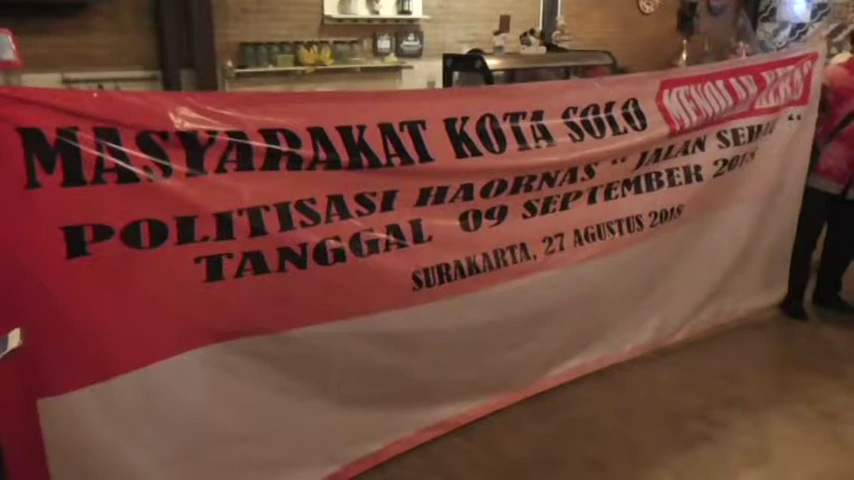 MASYARAKAT KOTA SOLO MENOLAK KERAS
POLITISASI HAORNAS " JALAN SEHAT "
TANGGAL 09 SEPTEMBER 2018
SURAKARTA, 27 AGUSTUS 2018